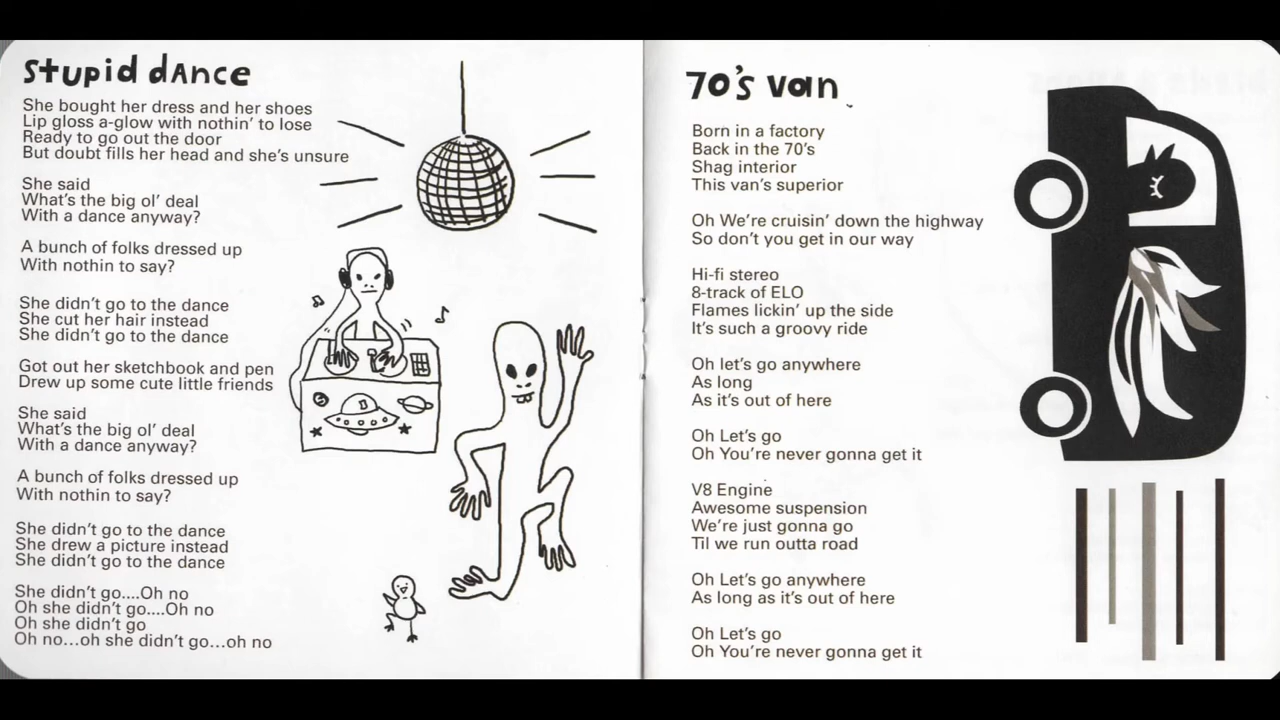 Stupid dAnce
She bought her dress and her shoes
Lip gloss a-glow with nothin' to lose
Ready to go out the door
But doubt fills her head and she's unsure
She said
What's the big ol' deal
With a dance anyway?
A bunch of folks dressed up
With nothin to say?
She didn't go to the dance
She cut her hair instead
She didn't go to the dance
Got out her sketchbook and pen
Drew up some cute little friends
She said
What's the big ol' deal
With a dance anyway?
A bunch of folks dressed up
With nothin to say?
She didn't go to the dance
She drew a picture instead
She didn't go to the dance
She didn't go....Oh no
Oh she didn't go....Oh no
Oh she didn't go
Oh no...oh she didn't go...oh no
70's van
Born in a factory
Back in the 70's
Shag interior
This van's superior
Oh We're cruisin' down the highway
So don't you get in our way
Hi-fi stereo
8-track of ELO
Flames lickin' up the side
It's such a groovy ride
Oh let's go anywhere
As long
As it's out of here
Oh Let's go
Oh You're never gonna get it
V8 Engine
Awesome suspension
We're just gonna go
Til we run outta road
Oh Let's go anywhere
As long as it's out of here
Oh Let's go
Oh You're never gonna get it